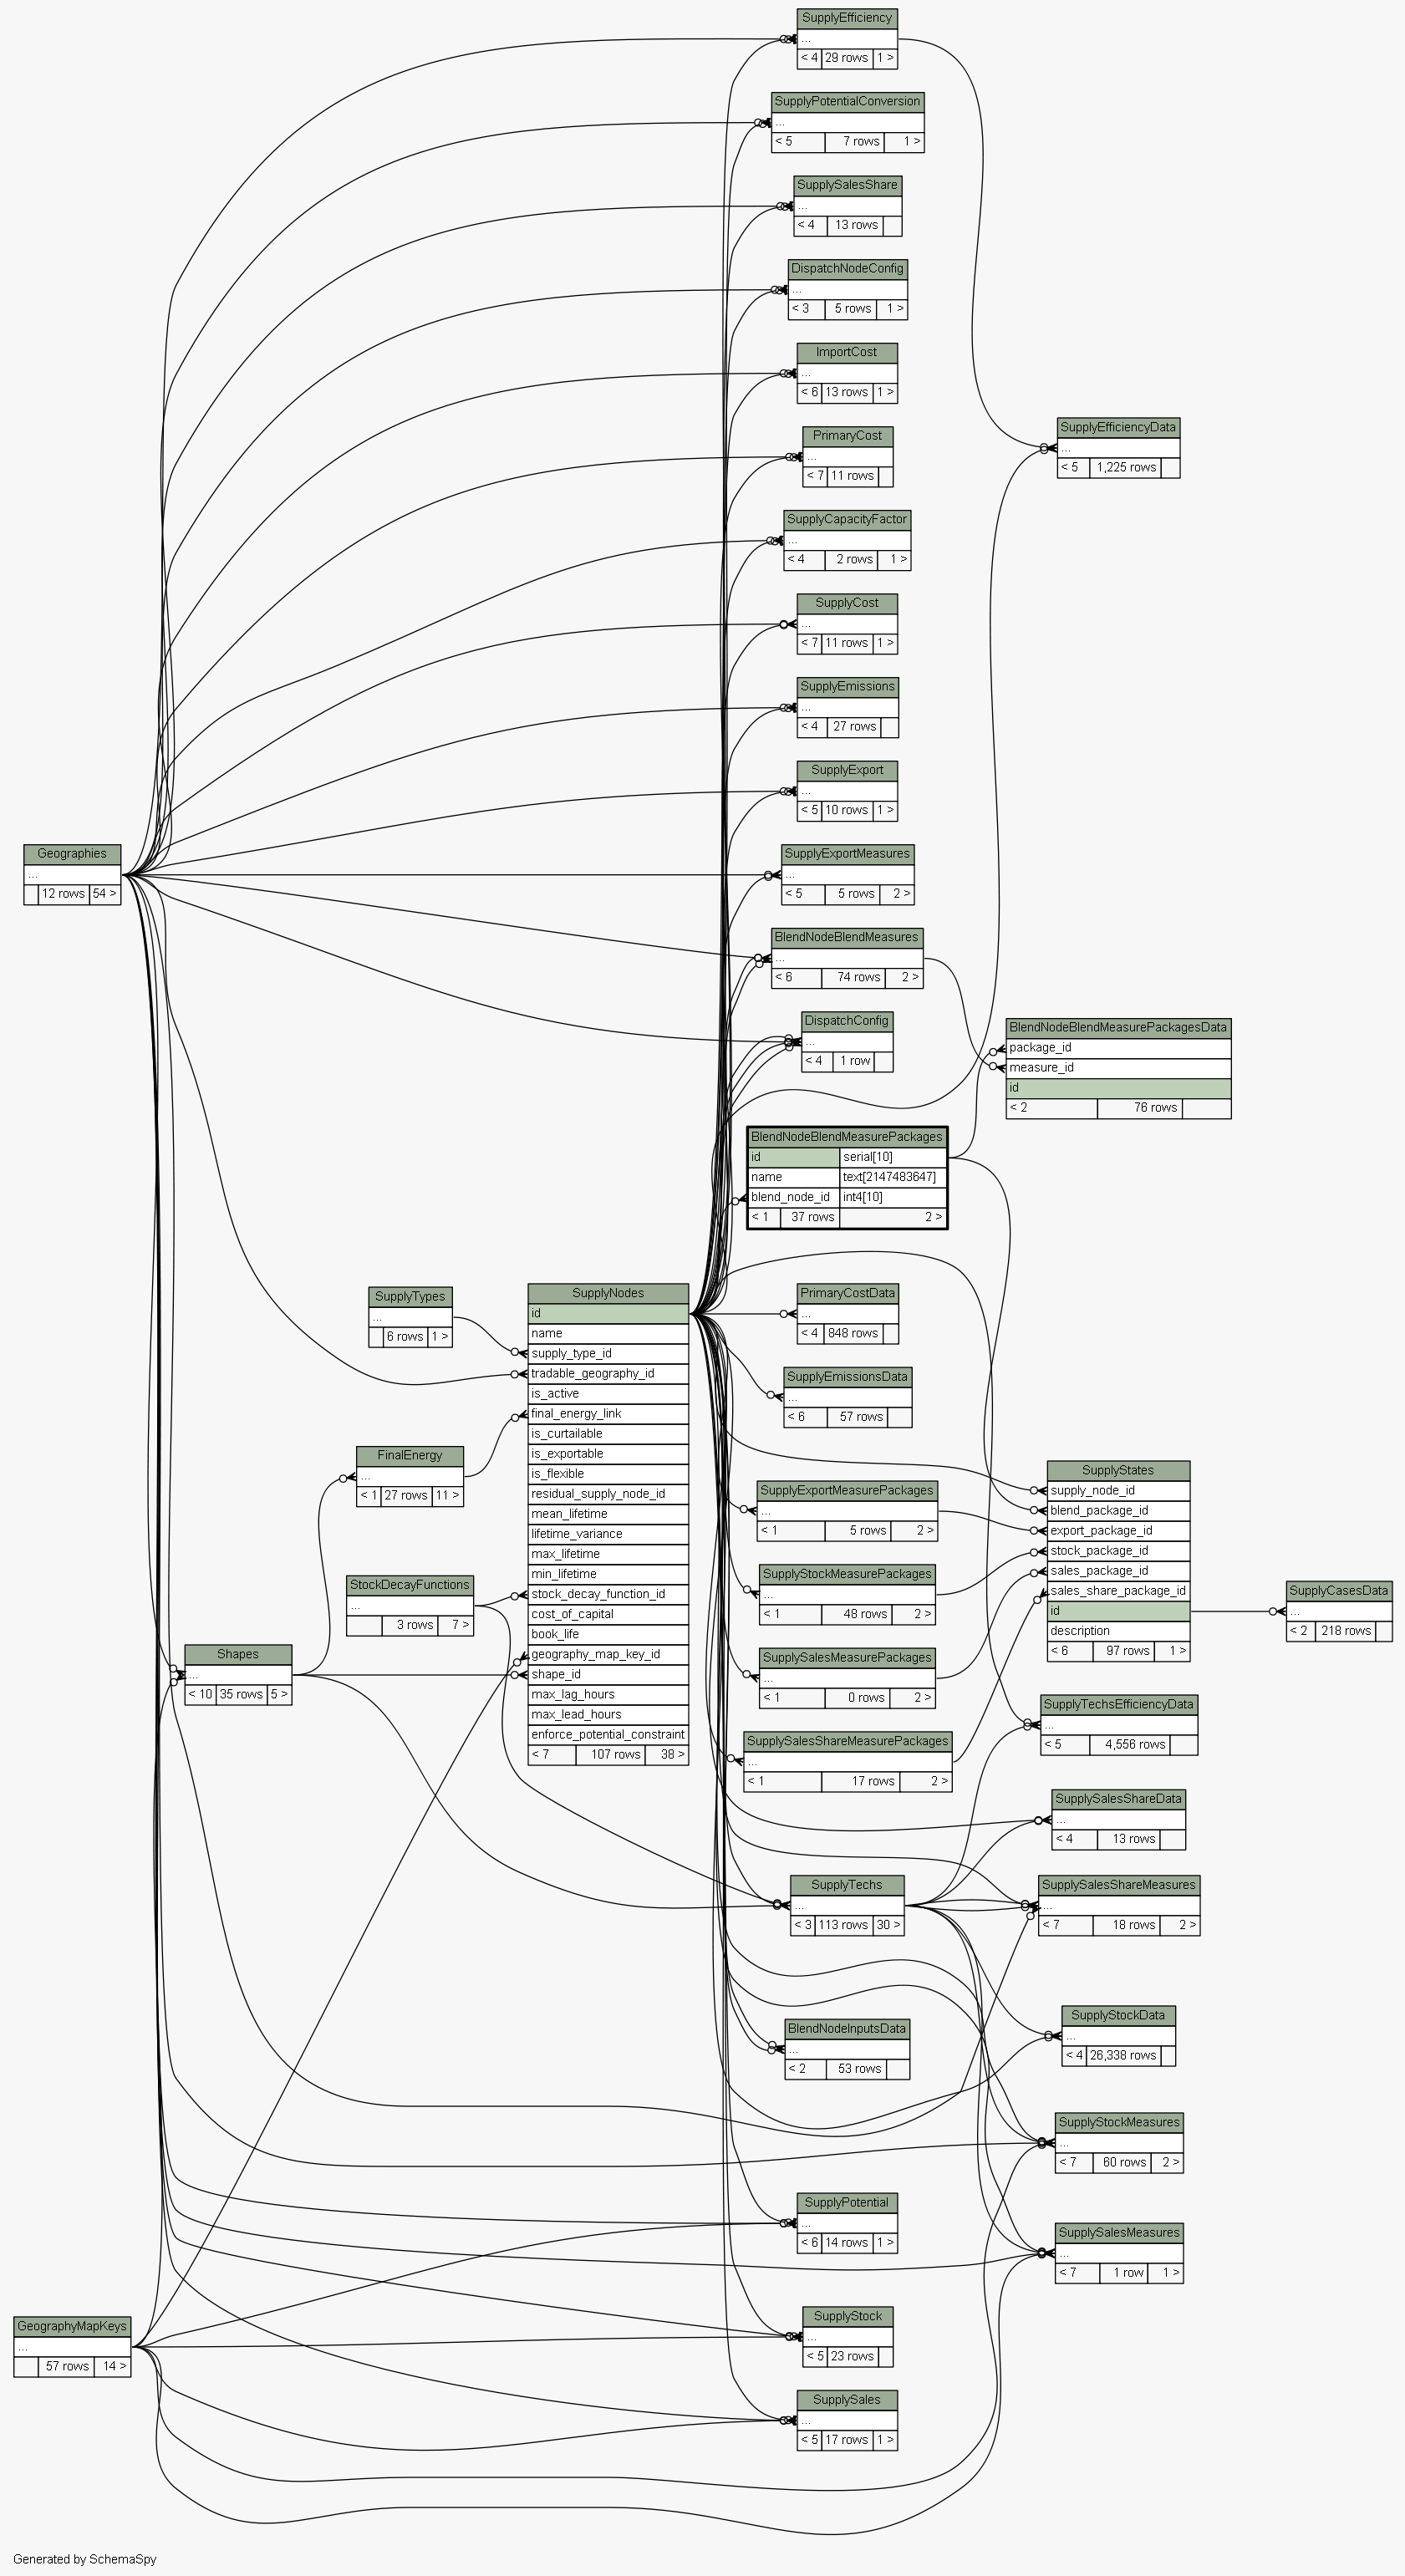 SupplyEfficiency
...
< 4 29 rows 1 >
SupplyPotentialConversion
...
< 5 7 rows 1 >
SupplySalesShare
...
< 4 13 rows
DispatchNodeConfig
...
< 3 5 rows 1 >
ImportCost
...
< 6 13 rows 1 >
PrimaryCost
...
< 7 11 rows
SupplyEfficiencyData
...
< 5 1,225 rows
SupplyCapacityFactor
...
< 4 2 rows 1 >
SupplyCost
...
< 7 11 rows 1 >
SupplyEmissions
...
< 4 27 rows
SupplyExport
...
< 5 10 rows 1 >
Geographies
...
12 rows 54 >
SupplyExportMeasures
...
< 5 5 rows 2 >
BlendNodeBlendMeasures
...
< 6 74 rows 2 >
DispatchConfig
...
< 4 1 row
BlendNodeBlendMeasurePackagesData
package_id
measure_id
id
< 2 76 rows
BlendNodeBlendMeasurePackages
id serial[10]
name text[2147483647]
blend_node_id int4[10]
< 1 37 rows 2 >
SupplyTypes
...
6 rows 1 >
SupplyNodes
id
name
supply_type_id
tradable_geography_id
is_active
final_energy_link
is_curtailable
is_exportable
is_flexible
residual_supply_node_id
mean_lifetime
lifetime_variance
max_lifetime
min_lifetime
stock_decay_function_id
cost_of_capital
book_life
geography_map_key_id
shape_id
max_lag_hours
max_lead_hours
enforce_potential_constraint
< 7 107 rows 38 >
PrimaryCostData
...
< 4 848 rows
SupplyEmissionsData
...
< 6 57 rows
FinalEnergy
...
< 1 27 rows 11 >
SupplyExportMeasurePackages
...
< 1 5 rows 2 >
SupplyStates
supply_node_id
blend_package_id
export_package_id
stock_package_id
sales_package_id
sales_share_package_id
id
description
< 6 97 rows 1 >
StockDecayFunctions
...
3 rows 7 >
SupplyStockMeasurePackages
...
< 1 48 rows 2 >
SupplyCasesData
...
< 2 218 rows
Shapes
...
< 10 35 rows 5 >
SupplySalesMeasurePackages
...
< 1 0 rows 2 >
SupplyTechsEfficiencyData
...
< 5 4,556 rows
SupplySalesShareMeasurePackages
...
< 1 17 rows 2 >
SupplySalesShareData
...
< 4 13 rows
SupplyTechs
...
< 3 113 rows 30 >
SupplySalesShareMeasures
...
< 7 18 rows 2 >
SupplyStockData
...
< 4 26,338 rows
BlendNodeInputsData
...
< 2 53 rows
SupplyStockMeasures
...
< 7 60 rows 2 >
SupplyPotential
...
< 6 14 rows 1 >
SupplySalesMeasures
...
< 7 1 row 1 >
GeographyMapKeys
...
57 rows 14 >
SupplyStock
...
< 5 23 rows
SupplySales
...
< 5 17 rows 1 >
Generated by SchemaSpy